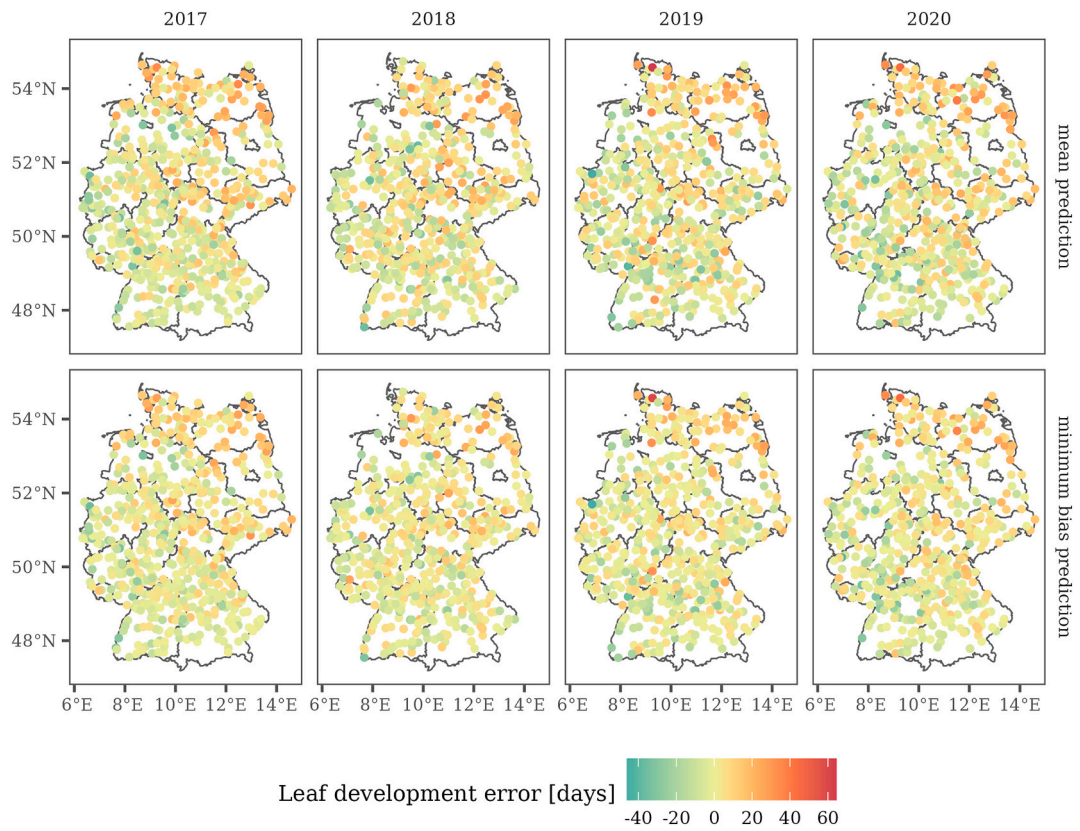 2017 2018 2019 2020
54°N
52°N
50°N
48°N
mean prediction
54°N
52°N
50°N
48°N
minimum bias prediction
6°E 8°E 10°E 12°E 14°E 6°E 8°E 10°E 12°E 14°E 6°E 8°E 10°E 12°E 14°E 6°E 8°E 10°E 12°E 14°E
Leaf development error [days]
-40 -20 0 20 40 60